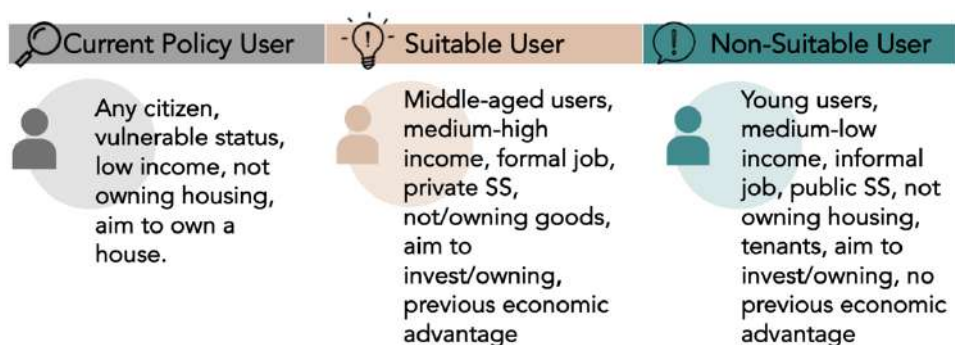 Current Policy User
Any citizen,
vulnerable status,
low income, not
owning housing,
aim to own a
house.
Suitable User
Middle-aged users,
medium-high
income, formal job,
private SS,
not/owning goods,
aim to
invest/owning,
previous economic
advantage
Non-Suitable User
Young users,
medium-low
income, informal
job, public SS, not
owning housing,
tenants, aim to
invest/owning, no
previous economic
advantage